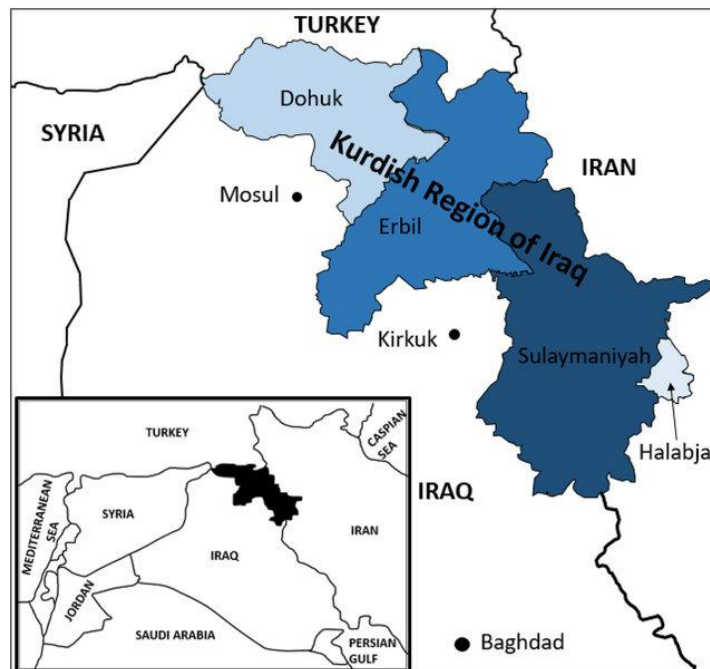 TURKEY
Dohuk
SYRIA
Kurdish Region of Iraq
IRAN
Mosul
Erbil
Kirkuk
Sulaymaniyah
Halabja
IRAQ
Baghdad
TURKEY
CASPIAN
SEA
MEDITERRANEAN
SEA
SYRIA
IRAN
IRAQ
JORDAN
SAUDI ARABIA
PERSIAN
GULF